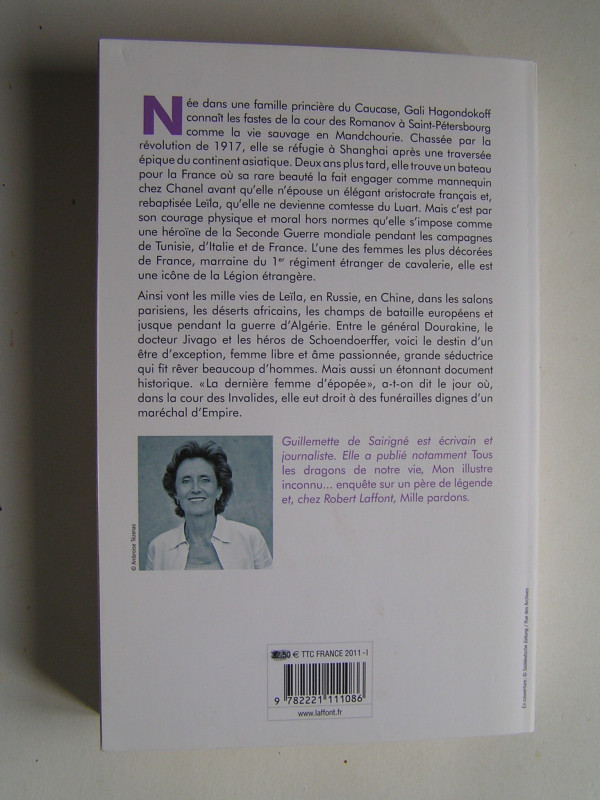 Née dans une famille princière du Caucase, Gali Hagondokoff
connaît les fastes de la cour des Romanov à Saint-Pétersbourg
comme la vie sauvage en Mandchourie. Chassée par la
révolution de 1917, elle se réfugie à Shanghai après une traversée
épique du continent asiatique. Deux ans plus tard, elle trouve un bateau
pour la France où sa rare beauté la fait engager comme mannequin
chez Chanel avant qu'elle n'épouse un élégant aristocrate français et,
rebaptisée Leïla, qu'elle ne devienne comtesse du Luart. Mais c'est par
son courage physique et moral hors normes qu'elle s'impose comme
une héroïne de la Seconde Guerre mondiale pendant les campagnes
de Tunisie, d'Italie et de France. L'une des femmes les plus décorées
de France, marraine du 1er régiment étranger de cavalerie, elle est
une icône de la Légion étrangère.
Ainsi vont les mille vies de Leïla, en Russie, en Chine, dans les salons
parisiens, les déserts africains, les champs de bataille européens et
jusque pendant la guerre d'Algérie. Entre le général Dourakine, le
docteur Jivago et les héros de Schoendoerffer, voici le destin d'un
être d'exception, femme libre et âme passionnée, grande séductrice
qui fit rêver beaucoup d'hommes. Mais aussi un étonnant document
historique. «La dernière femme d'épopée», a-t-on dit le jour où,
dans la cour des Invalides, elle eut droit à des funérailles dignes d'un
maréchal d'Empire.
Guillemette de Sairigné est écrivain et
journaliste. Elle a publié notamment Tous
les dragons de notre vie, Mon illustre
inconnu... enquête sur un père de légende
et, chez Robert Laffont, Mille pardons.
© Ambroise Tézenas
En couverture : © Süddeutsche Zeitung / Rue des Archives
€ TTC FRANCE 2011-I
9 782221 111086
www.laffont.fr